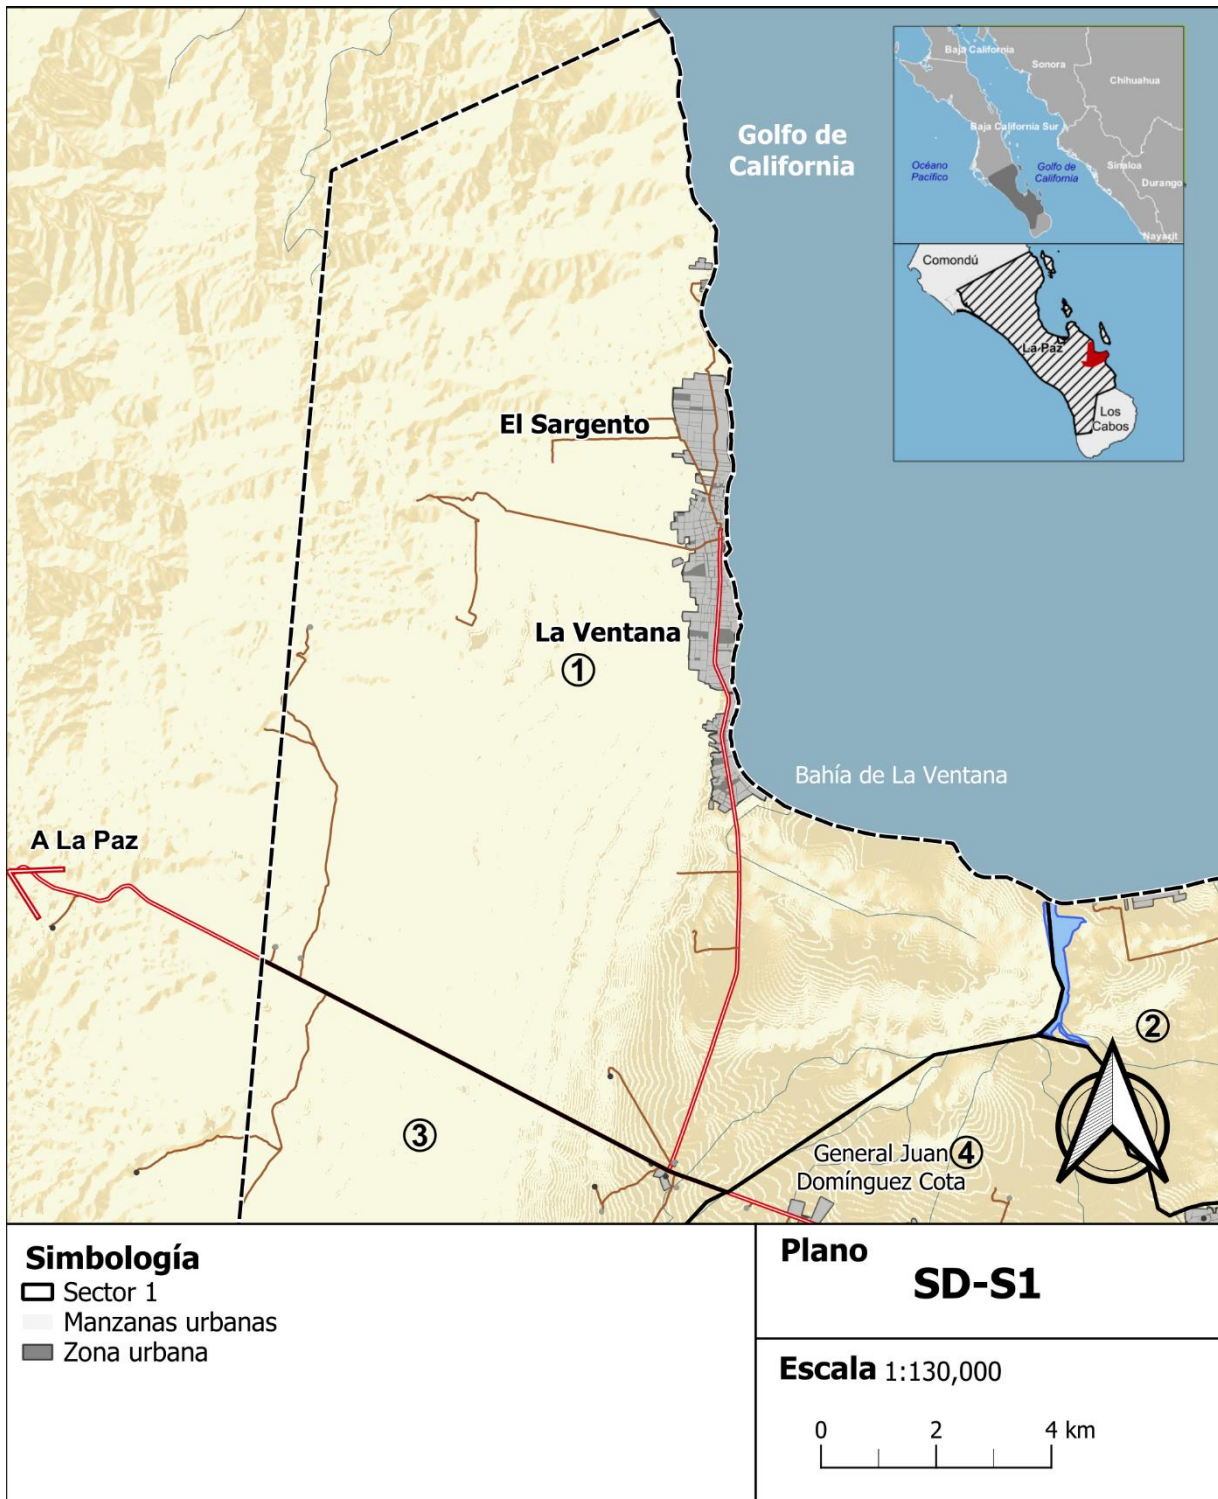 Golfo de
California
Baja California
Sonora
Chihuahua
Baja California Sur
Océano
Pacífico
Golfo de
California
Sinaloa
Durango
Nayarit
Comondú
La Paz
Los
Cabos
El Sargento
La Ventana
1
Bahía de La Ventana
A La Paz
2
3
4
General Juan
Domínguez Cota
Simbología
Sector 1
Manzanas urbanas
Zona urbana
Plano
SD-S1
Escala 1:130,000
0 2 4 km